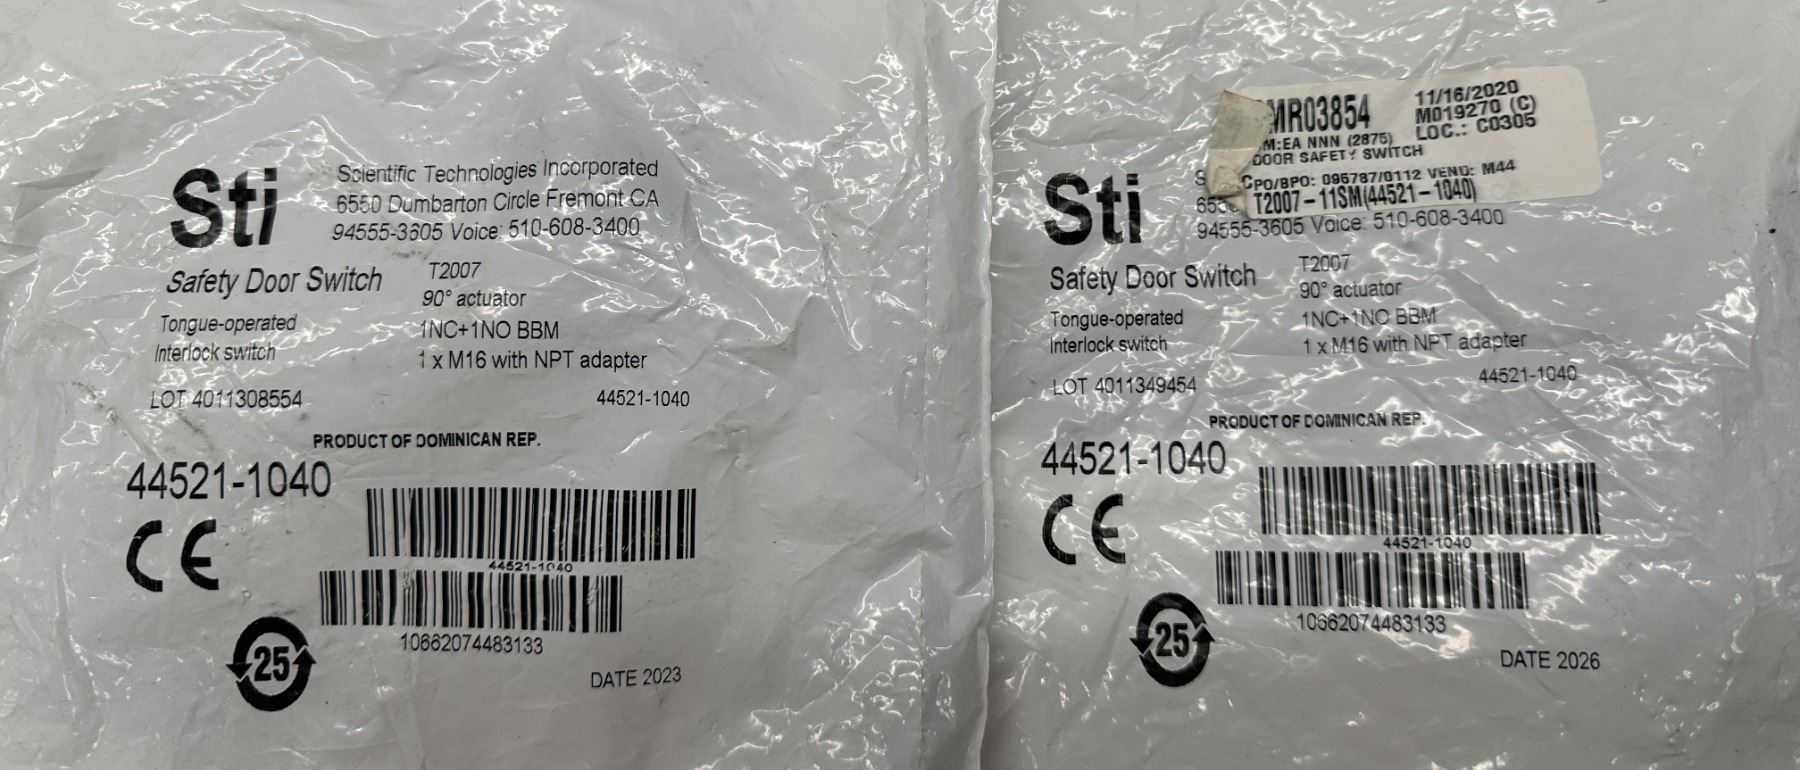 Sti
Scientific Technologies Incorporated
6550 Dumbarton Circle Fremont CA
94555-3605 Voice: 510-608-3400
Safety Door Switch
T2007
90° actuator
Tongue-operated
Interlock switch
1NC+1NO BBM
1 x M16 with NPT adapter
LOT 4011308554
44521-1040
PRODUCT OF DOMINICAN REP.
44521-1040
CE
44521-1040
10662074483133
25
DATE 2023
MR03854
11/16/2020
M019270 (C)
LOC.: C0305
M:EA NNN (2875)
DOOR SAFETY SWITCH
CPO/BPO: 096787/0112 VEND: M44
T2007-11SM(44521-1040)
Sti
94555-3605 Voice: 510-608-3400
Safety Door Switch
T2007
90° actuator
Tongue-operated
Interlock switch
1NC+1NO BBM
1 x M16 with NPT adapter
LOT 4011349454
44521-1040
PRODUCT OF DOMINICAN REP.
44521-1040
CE
44521-1040
10662074483133
25
DATE 2026